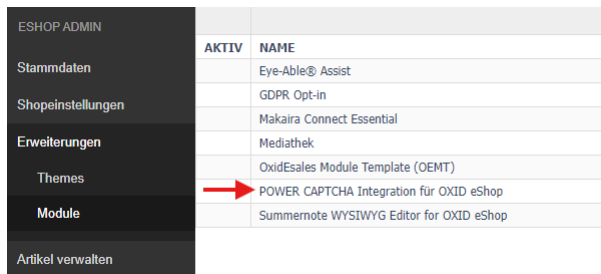 ESHOP ADMIN
Stammdaten
Shopeinstellungen
Erweiterungen
Themes
Module
Artikel verwalten
AKTIV NAME
Eye-Able® Assist
GDPR Opt-in
Makaira Connect Essential
Mediathek
OxidEsales Module Template (OEMT)
POWER CAPTCHA Integration für OXID eShop
Summernote WYSIWYG Editor for OXID eShop